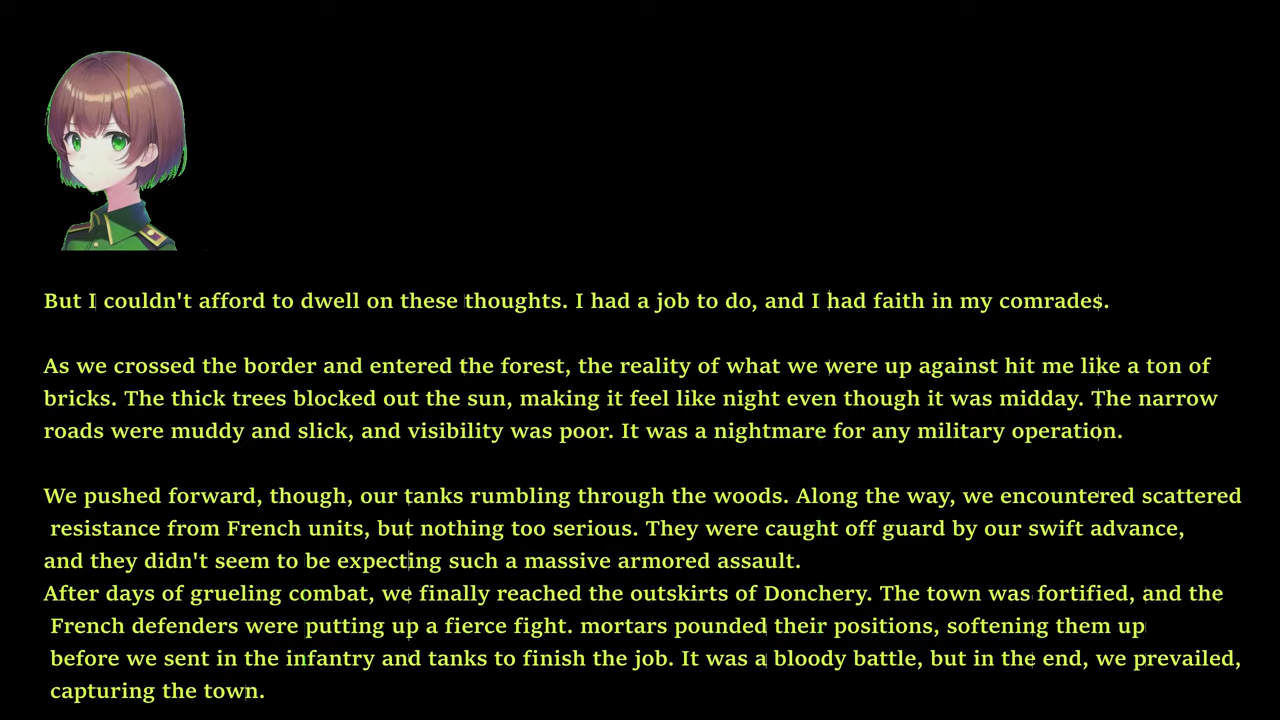 But I couldn't afford to dwell on these thoughts. I had a job to do, and I had faith in my comrades.
As we crossed the border and entered the forest, the reality of what we were up against hit me like a ton of
bricks. The thick trees blocked out the sun, making it feel like night even though it was midday. The narrow
roads were muddy and slick, and visibility was poor. It was a nightmare for any military operation.
We pushed forward, though, our tanks rumbling through the woods. Along the way, we encountered scattered
resistance from French units, but nothing too serious. They were caught off guard by our swift advance,
and they didn't seem to be expecting such a massive armored assault.
After days of grueling combat, we finally reached the outskirts of Donchery. The town was fortified, and the
French defenders were putting up a fierce fight. mortars pounded their positions, softening them up
before we sent in the infantry and tanks to finish the job. It was a bloody battle, but in the end, we prevailed,
capturing the town.